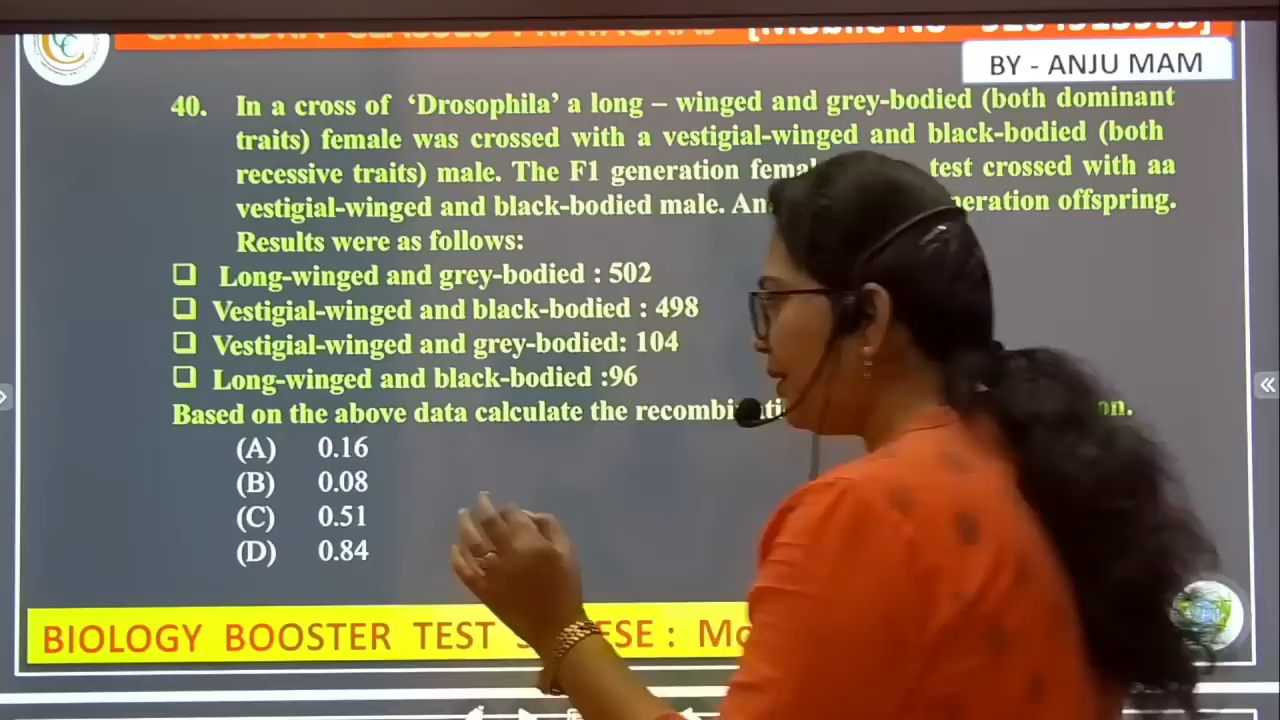 BY - ANJU MAM
40. In a cross of ‘Drosophila’ a long – winged and grey-bodied (both dominant
traits) female was crossed with a vestigial-winged and black-bodied (both
recessive traits) male. The F1 generation test crossed with aa
vestigial-winged and black-bodied male. offspring.
Results were as follows:
❑ Long-winged and grey-bodied : 502
❑ Vestigial-winged and black-bodied : 498
❑ Vestigial-winged and grey-bodied: 104
❑ Long-winged and black-bodied :96
Based on the above data calculate the
(A) 0.16
(B) 0.08
(C) 0.51
(D) 0.84
BIOLOGY BOOSTER TEST